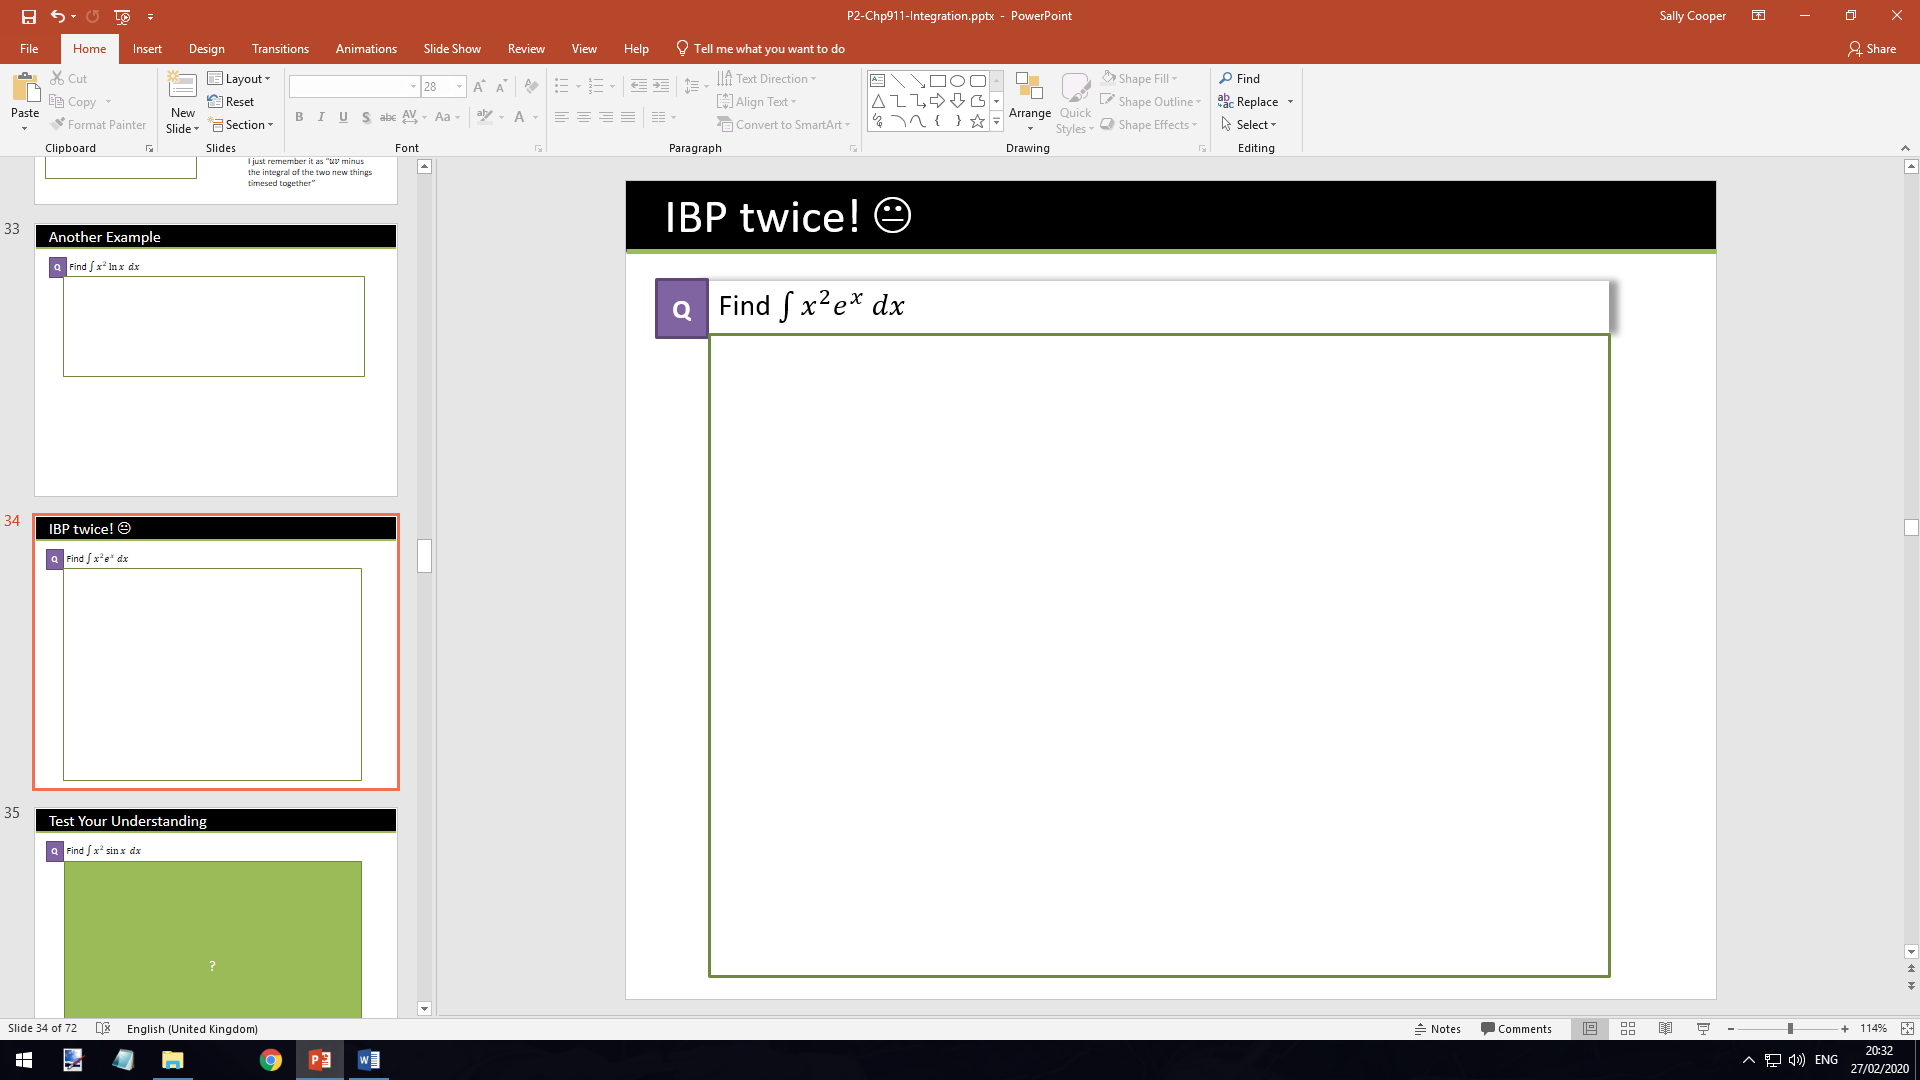 P2-Chp911-Integration.pptx - PowerPoint
Sally Cooper
File Home Insert Design Transitions Animations Slide Show Review View Help Tell me what you want to do Share
Paste
Cut
Copy
Format Painter
Clipboard
New Slide
Layout
Reset
Section
Slides
28
B I U S abc AV Aa A
Font
Text Direction
Align Text
Convert to SmartArt
Paragraph
Arrange
Quick Styles
Shape Fill
Shape Outline
Shape Effects
Drawing
Find
Replace
Select
Editing
I just remember it as "uv minus
the integral of the two new things
timesed together"
33
Another Example
Q Find ∫ x² ln x dx
34
IBP twice! 😐
Q Find ∫ x²eˣ dx
35
Test Your Understanding
Q Find ∫ x² sin x dx
?
IBP twice! 😐
Q Find ∫ x²eˣ dx
Slide 34 of 72 English (United Kingdom) Notes Comments 114%
ENG
20:32
27/02/2020